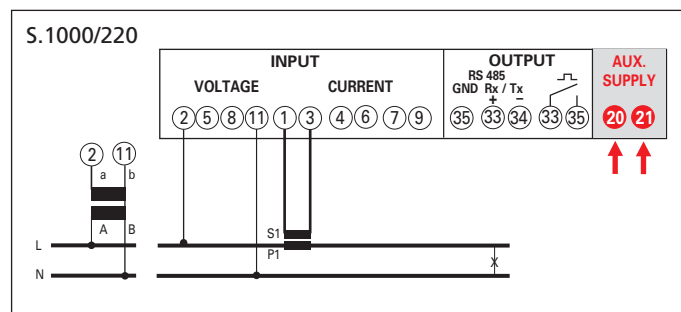 S.1000/220
INPUT
OUTPUT
AUX.
SUPPLY
VOLTAGE
CURRENT
RS 485
GND Rx / Tx
+ −
2 5 8 11 1 3 4 6 7 9
35 33 34 33 35
20 21
2 11
a b
A B
S1
P1
L
N
X